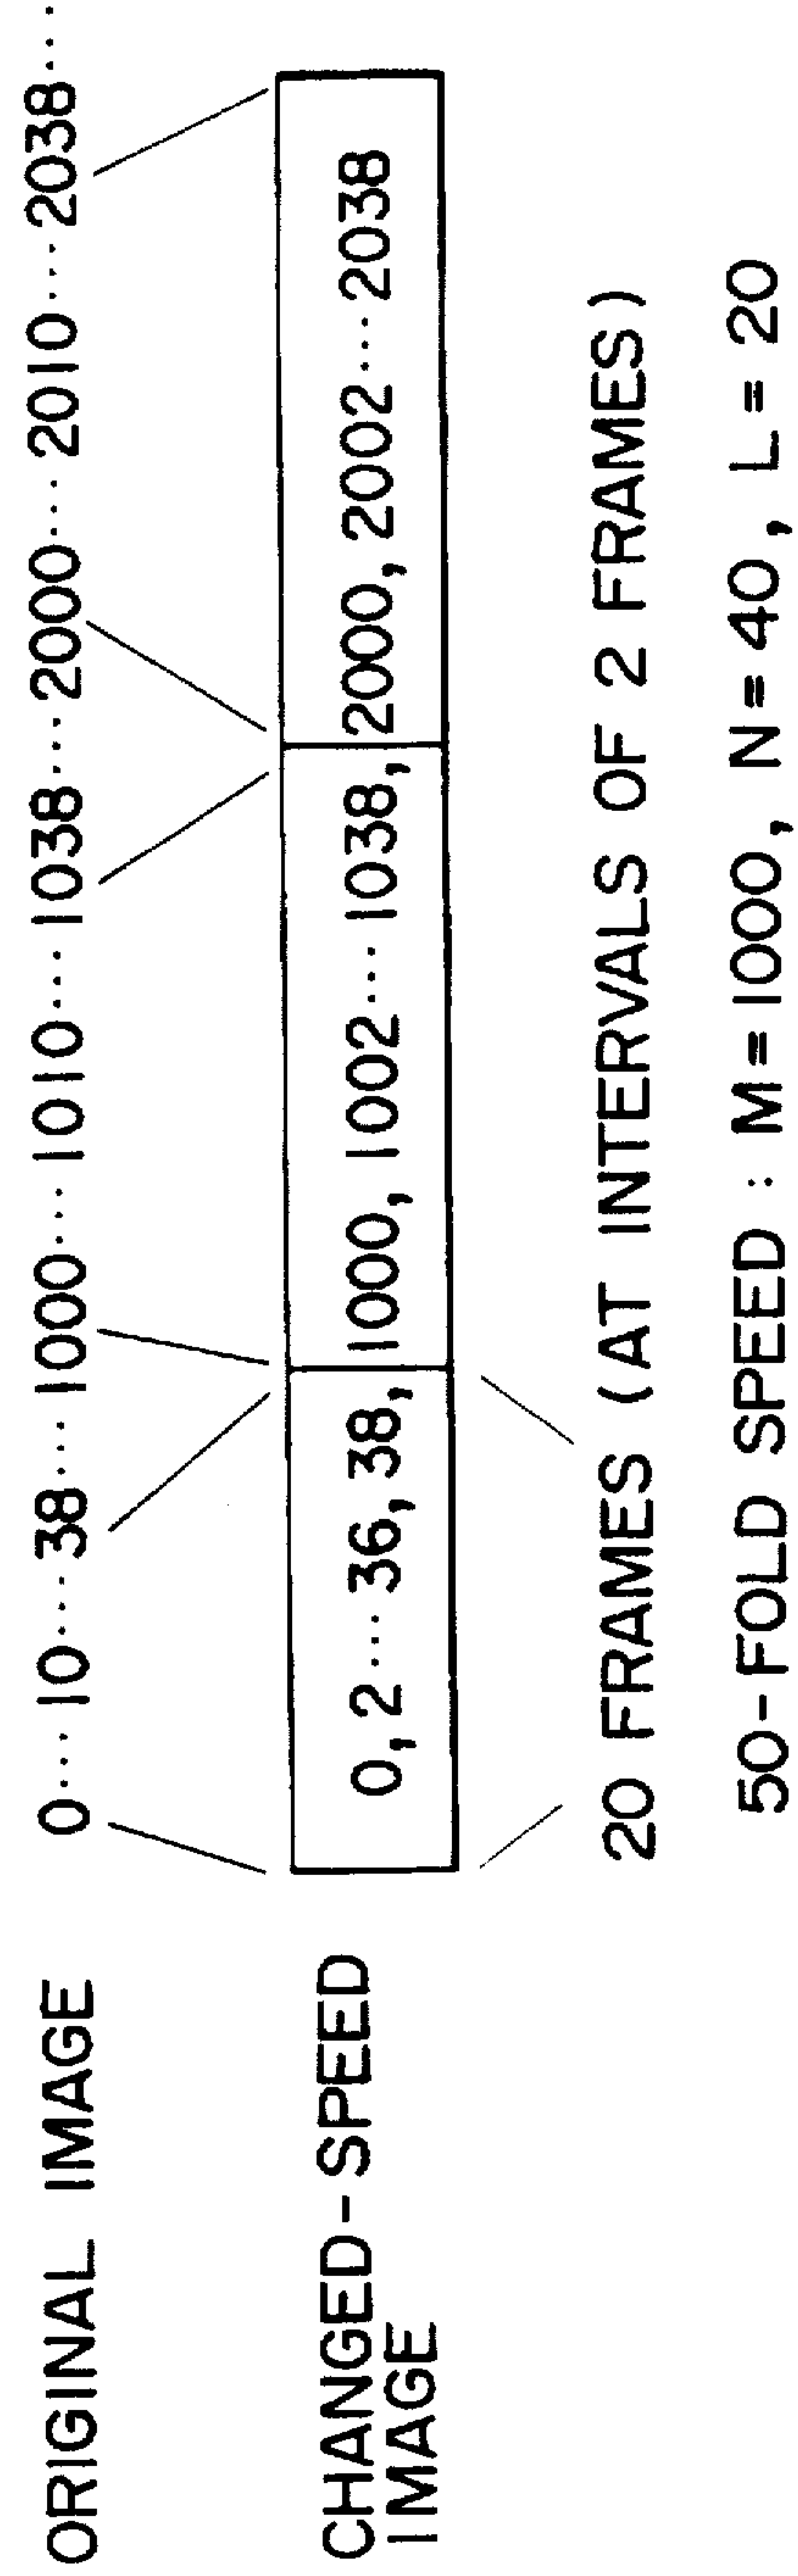 ORIGINAL IMAGE 0···10···38···1000···1010···1038···2000···2010···2038···
CHANGED-SPEED
IMAGE
0, 2···36, 38, 1000, 1002···1038, 2000, 2002···2038
20 FRAMES (AT INTERVALS OF 2 FRAMES)
50-FOLD SPEED : M=1000, N=40, L=20